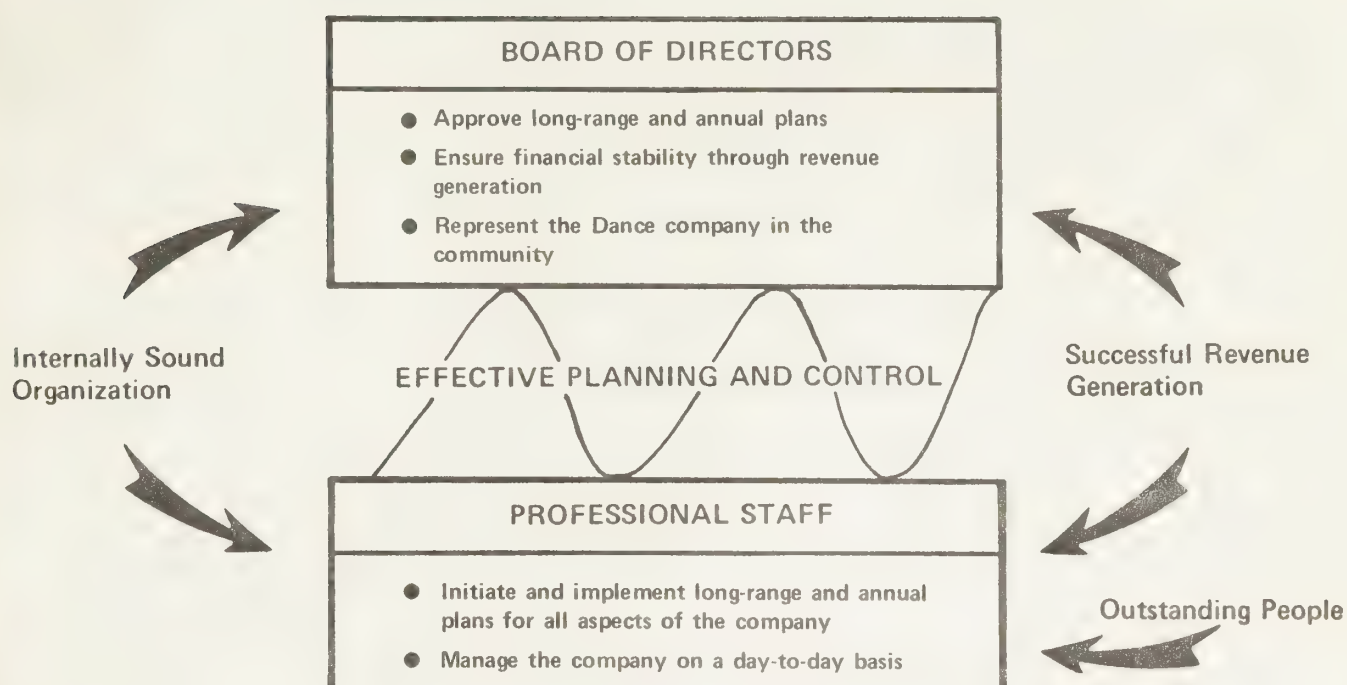 BOARD OF DIRECTORS
● Approve long-range and annual plans
● Ensure financial stability through revenue
generation
● Represent the Dance company in the
community
Internally Sound
Organization
EFFECTIVE PLANNING AND CONTROL
Successful Revenue
Generation
PROFESSIONAL STAFF
● Initiate and implement long-range and annual
plans for all aspects of the company
● Manage the company on a day-to-day basis
Outstanding People